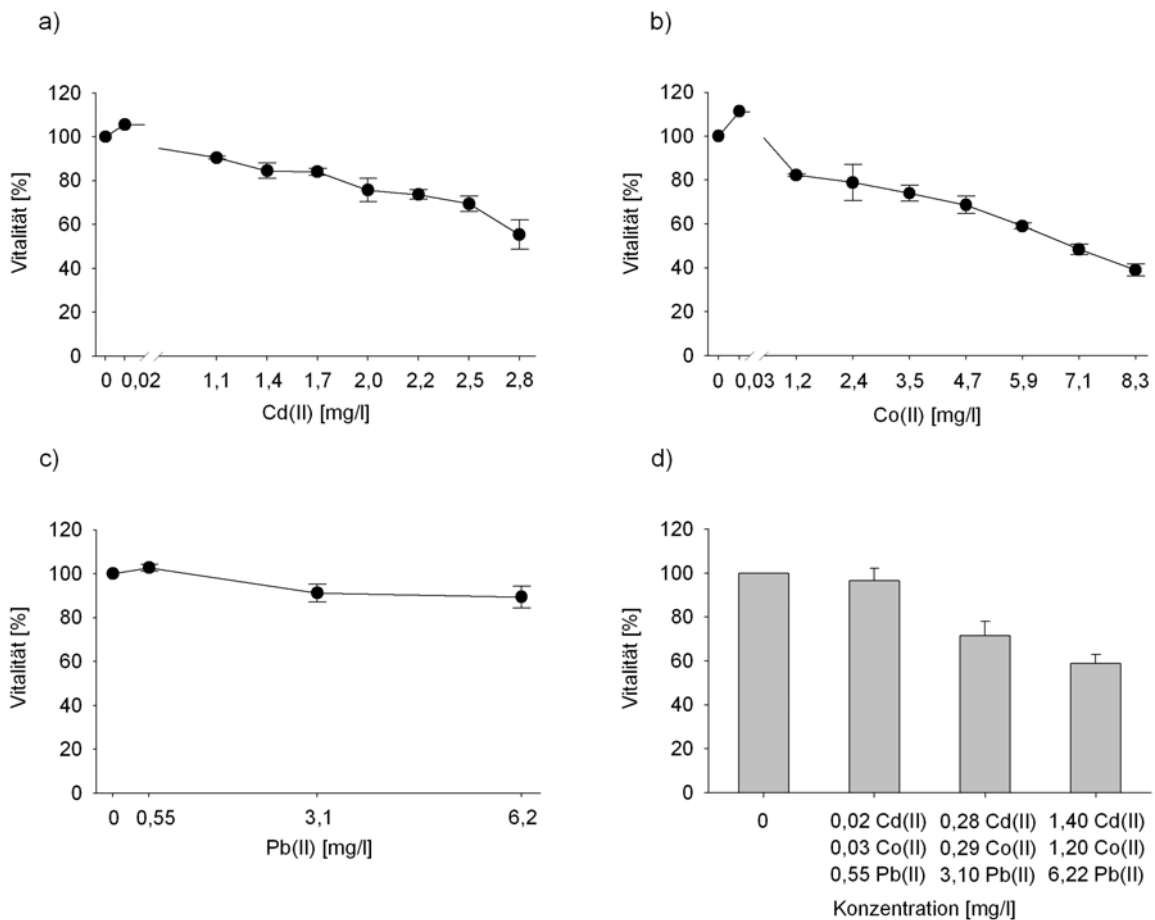 a)
120
100
80
60
40
20
0
Vitalität [%]
0 0,02 1,1 1,4 1,7 2,0 2,2 2,5 2,8
Cd(II) [mg/l]
b)
120
100
80
60
40
20
0
Vitalität [%]
0 0,03 1,2 2,4 3,5 4,7 5,9 7,1 8,3
Co(II) [mg/l]
c)
120
100
80
60
40
20
0
Vitalität [%]
0 0,55 3,1 6,2
Pb(II) [mg/l]
d)
120
100
80
60
40
20
0
Vitalität [%]
0 0,02 Cd(II) 0,28 Cd(II) 1,40 Cd(II)
0,03 Co(II) 0,29 Co(II) 1,20 Co(II)
0,55 Pb(II) 3,10 Pb(II) 6,22 Pb(II)
Konzentration [mg/l]